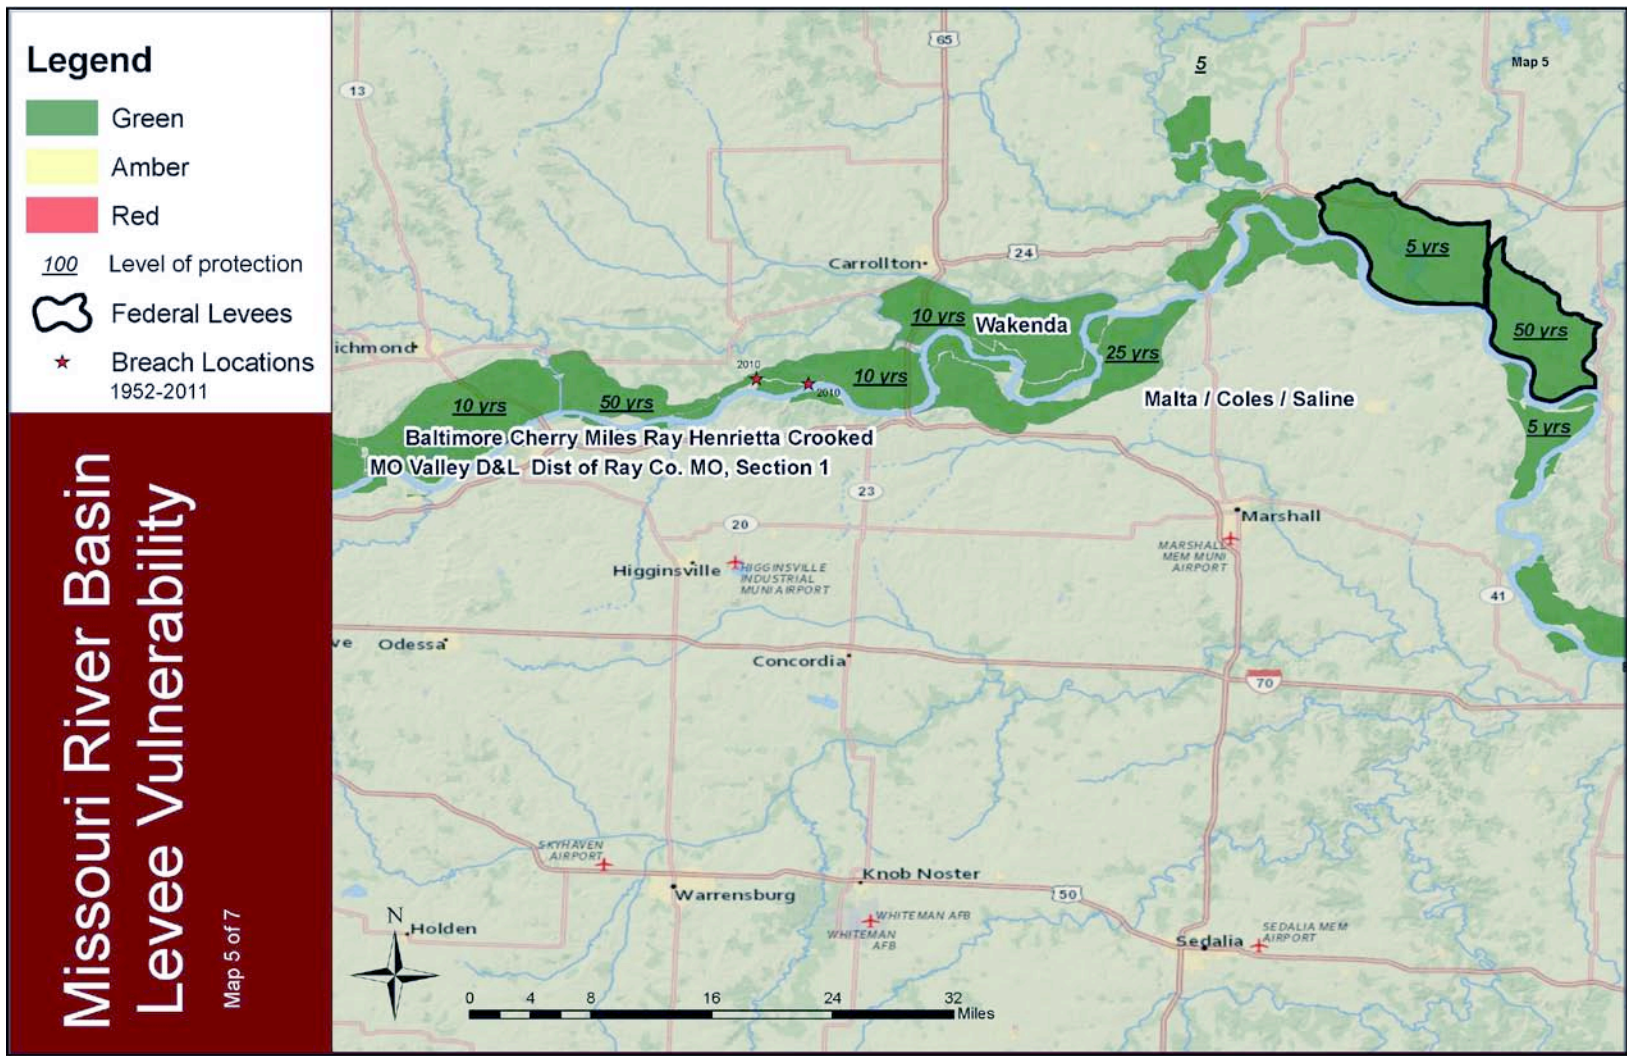 Legend
Green
Amber
Red
100 Level of protection
Federal Levees
Breach Locations
1952-2011
Missouri River Basin
Levee Vulnerability
Map 5 of 7
65
5
Map 5
13
24
Carrollton
5 yrs
10 yrs
Wakenda
50 yrs
ichmond
25 yrs
2010
10 yrs
2010
10 yrs
50 yrs
Malta / Coles / Saline
5 yrs
Baltimore Cherry Miles Ray Henrietta Crooked
MO Valley D&L Dist of Ray Co. MO, Section 1
23
20
Marshall
MARSHALL
MEM MUNI
AIRPORT
Higginsville
HIGGINSVILLE
INDUSTRIAL
MUNI AIRPORT
41
ve
Odessa
Concordia
70
SKYHAVEN
AIRPORT
Knob Noster
Warrensburg
50
WHITEMAN AFB
WHITEMAN
AFB
N
Holden
Sedalia
SEDALIA MEM
AIRPORT
0 4 8 16 24 32
Miles